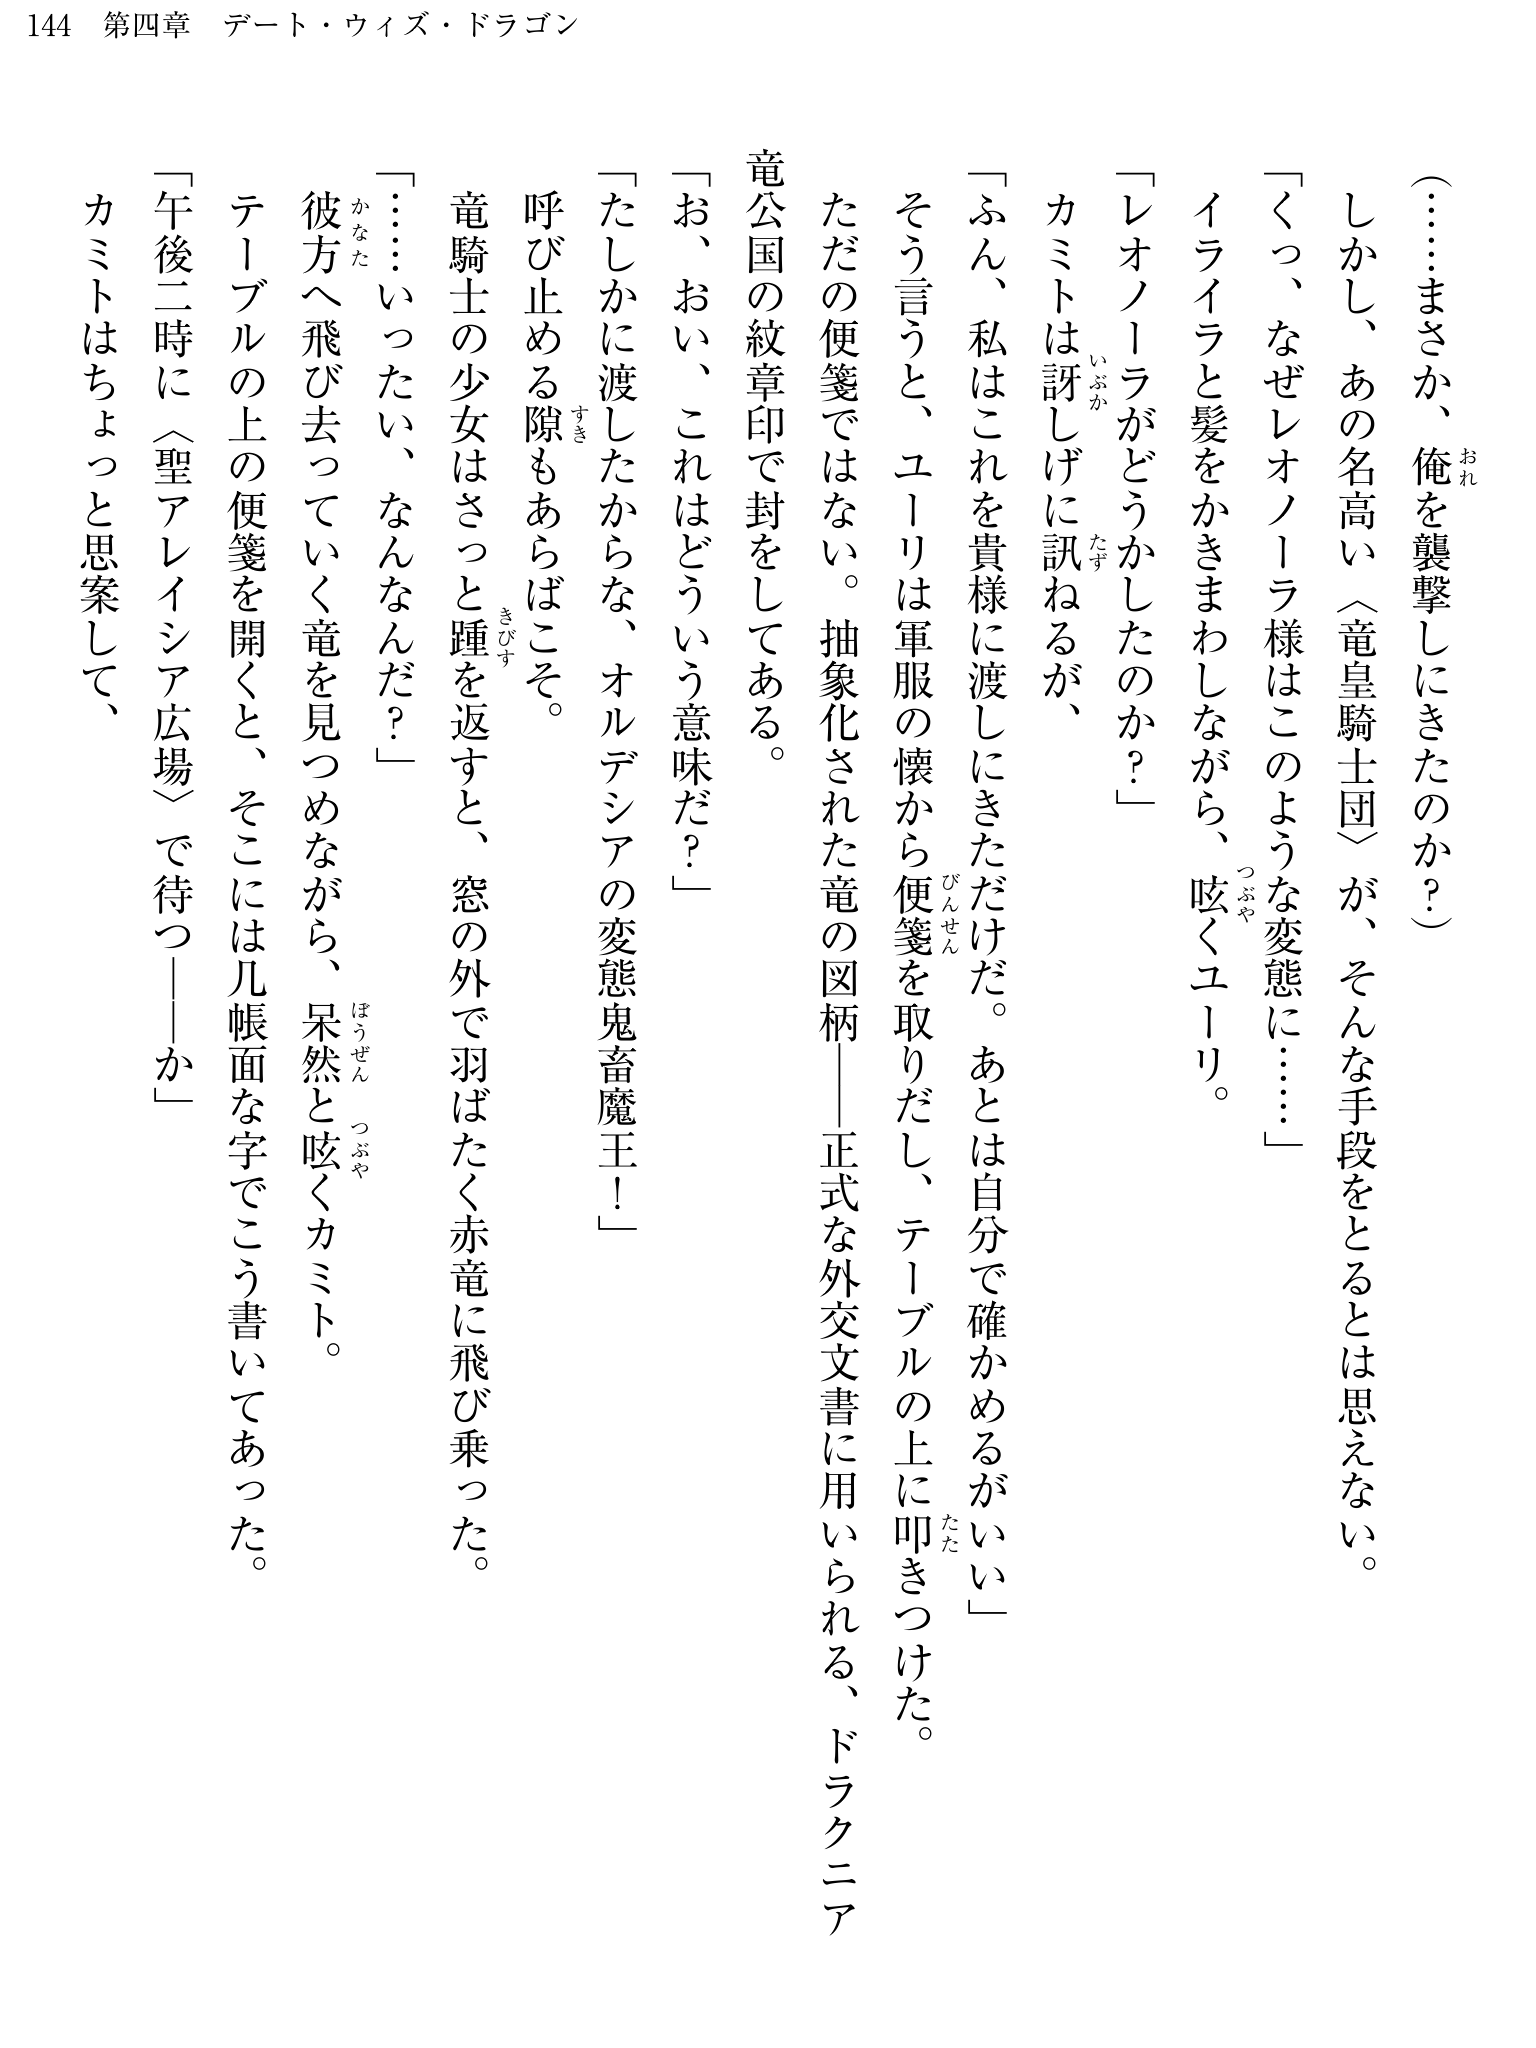 144　第四章　デート・ウィズ・ドラゴン
（……まさか、俺を襲撃しにきたのか？）
　しかし、あの名高い〈竜皇騎士団〉が、そんな手段をとるとは思えない。
「くっ、なぜレオノーラ様はこのような変態に……」
　イライラと髪をかきまわしながら、呟くユーリ。
「レオノーラがどうかしたのか？」
　カミトは訝しげに訊ねるが、
「ふん、私はこれを貴様に渡しにきただけだ。あとは自分で確かめるがいい」
　そう言うと、ユーリは軍服の懐から便箋を取りだし、テーブルの上に叩きつけた。
　ただの便箋ではない。抽象化された竜の図柄――正式な外交文書に用いられる、ドラクニア
竜公国の紋章印で封をしてある。
「お、おい、これはどういう意味だ？」
「たしかに渡したからな、オルデシアの変態鬼畜魔王！」
　呼び止める隙もあらばこそ。
　竜騎士の少女はさっと踵を返すと、窓の外で羽ばたく赤竜に飛び乗った。
「……いったい、なんなんだ？」
　彼方へ飛び去っていく竜を見つめながら、呆然と呟くカミト。
　テーブルの上の便箋を開くと、そこには几帳面な字でこう書いてあった。
「午後二時に〈聖アレイシア広場〉で待つ――か」
　カミトはちょっと思案して、